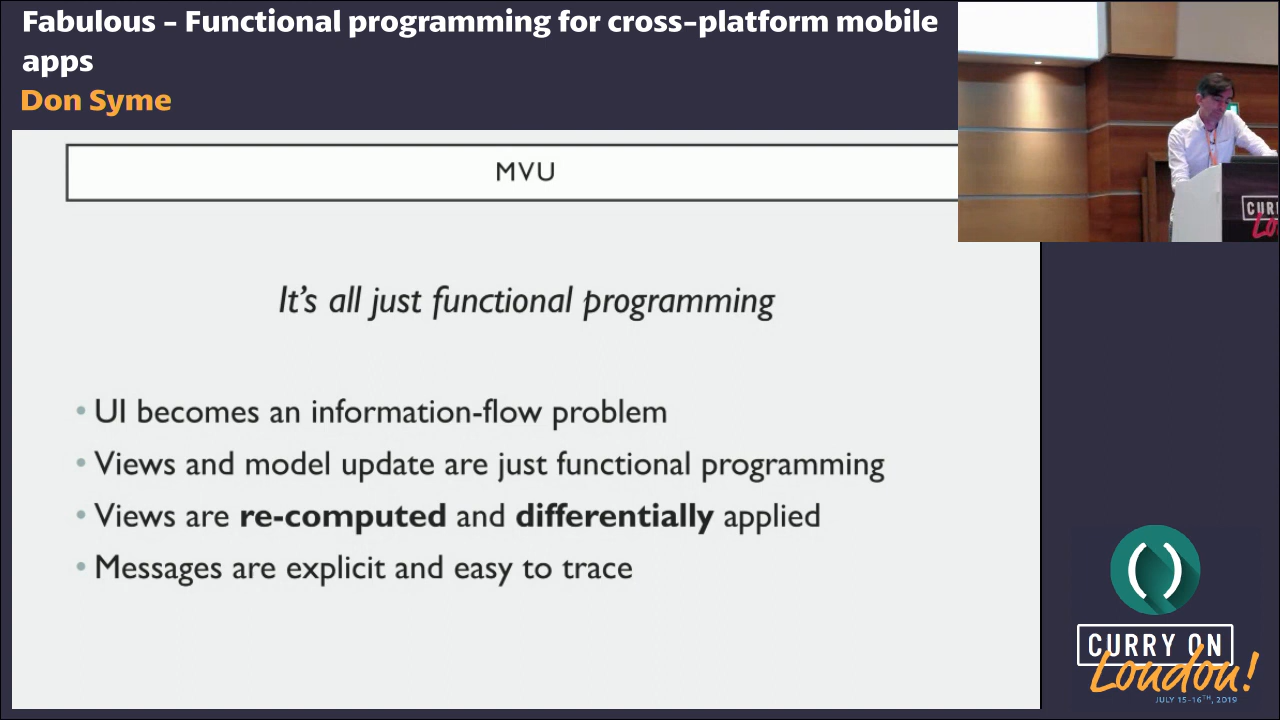 Fabulous – Functional programming for cross-platform mobile
apps
Don Syme
MVU
It's all just functional programming
• UI becomes an information-flow problem
• Views and model update are just functional programming
• Views are re-computed and differentially applied
• Messages are explicit and easy to trace
CURRY ON
London!
JULY 15-16TH, 2019